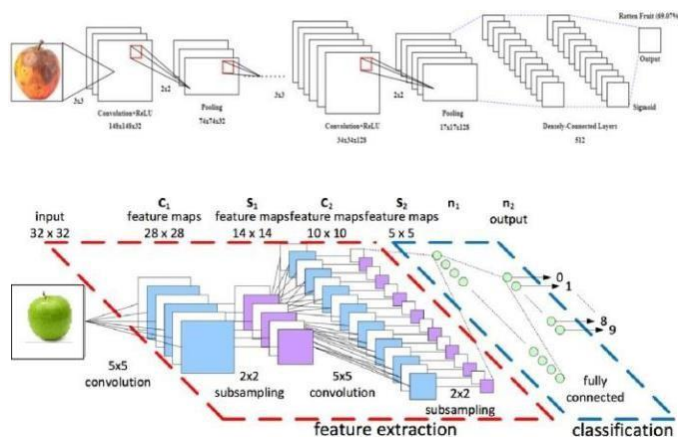 Rotten Fruit (69.07%)
Output
Sigmoid
3x3
2x2
3x3
2x2
Convolution+ReLU
148x148x32
Pooling
74x74x32
Convolution+ReLU
34x34x128
Pooling
17x17x128
Densely-Connected Layers
512
C1 S1 C2 S2 n1 n2
input feature maps feature maps feature maps feature maps output
32 x 32 28 x 28 14 x 14 10 x 10 5 x 5
0
1
8
9
5x5
convolution
2x2
subsampling
5x5
convolution
2x2
subsampling
fully
connected
feature extraction
classification